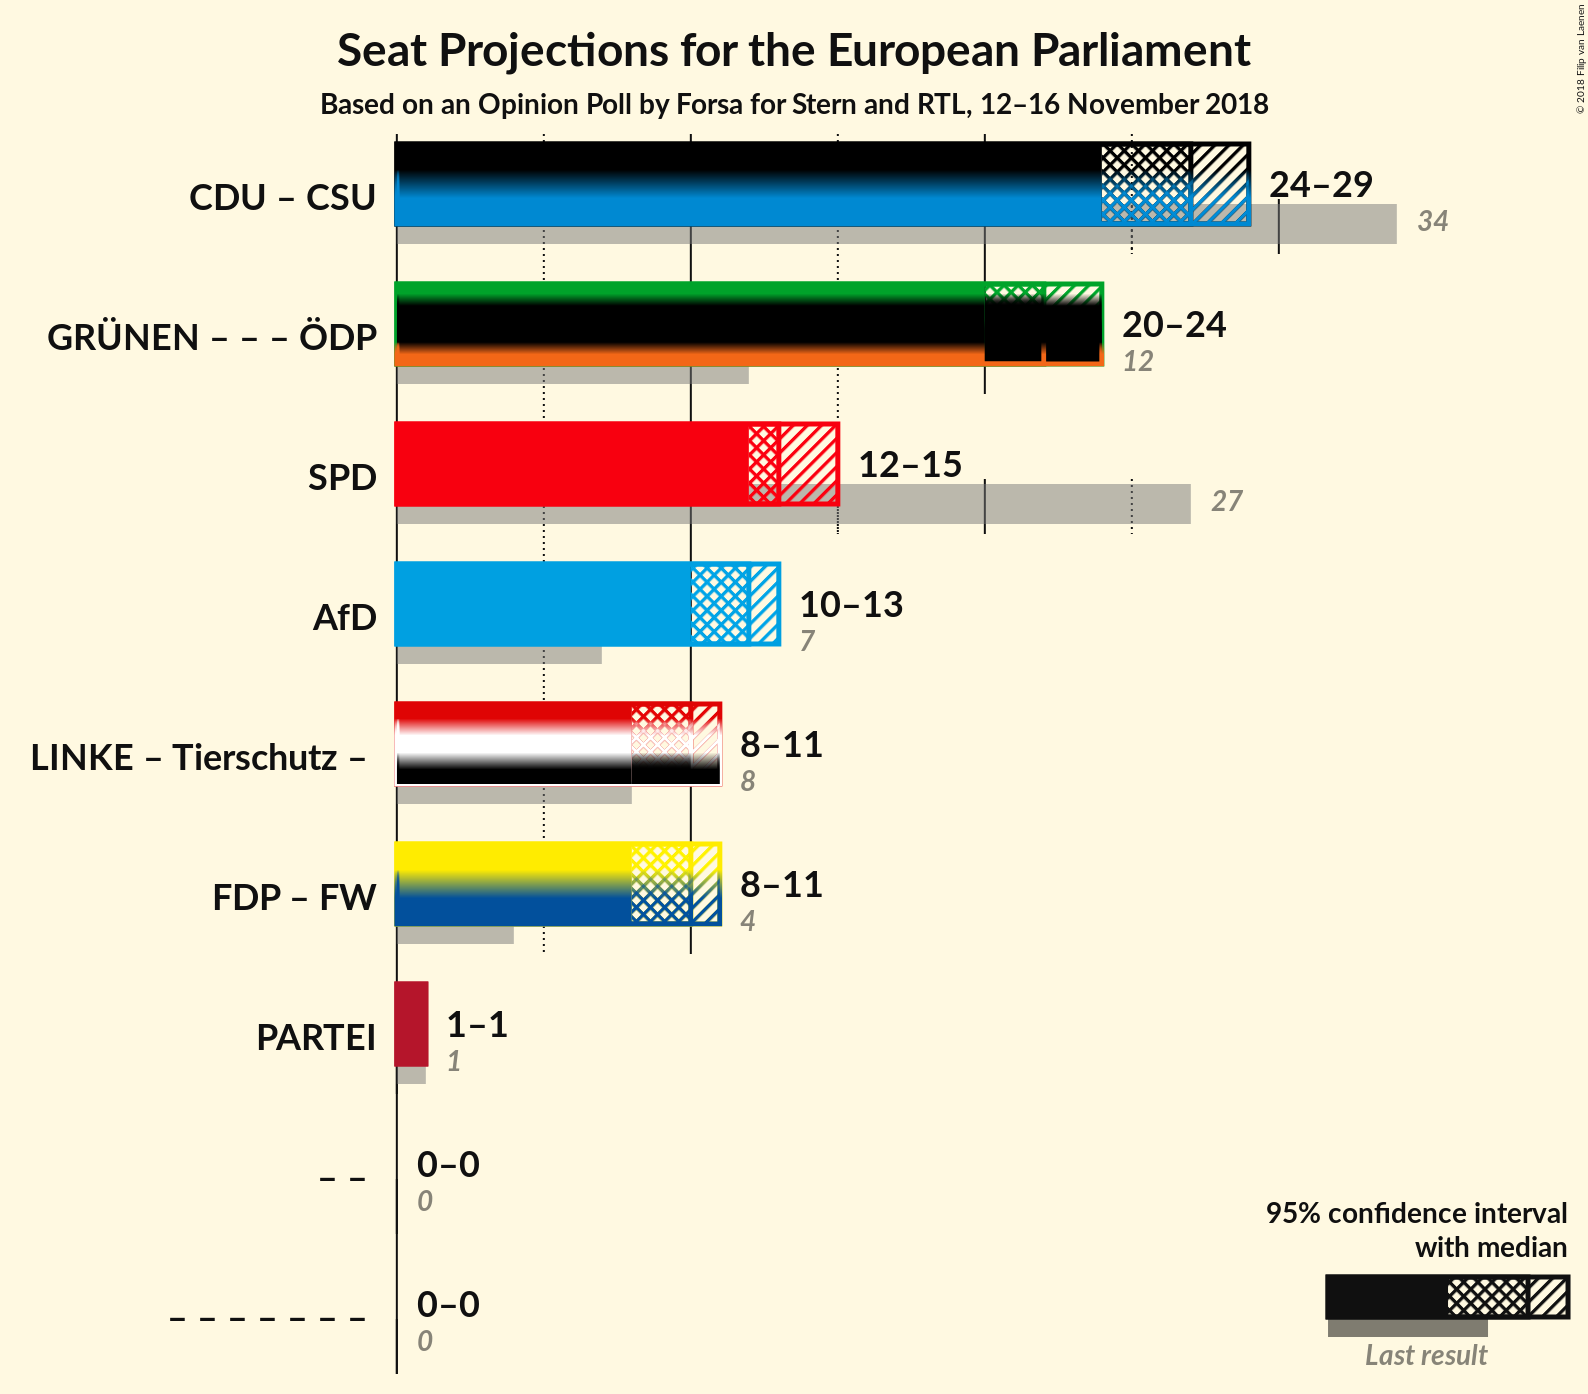 Seat Projections for the European Parliament
Based on an Opinion Poll by Forsa for Stern and RTL, 12–16 November 2018
© 2018 Filip van Laenen
CDU – CSU
24–29
34
GRÜNEN – – – ÖDP
20–24
12
SPD
12–15
27
AfD
10–13
7
LINKE – Tierschutz –
8–11
8
FDP – FW
8–11
4
PARTEI
1–1
1
– –
0–0
0
– – – – – – –
0–0
0
95% confidence interval
with median
Last result